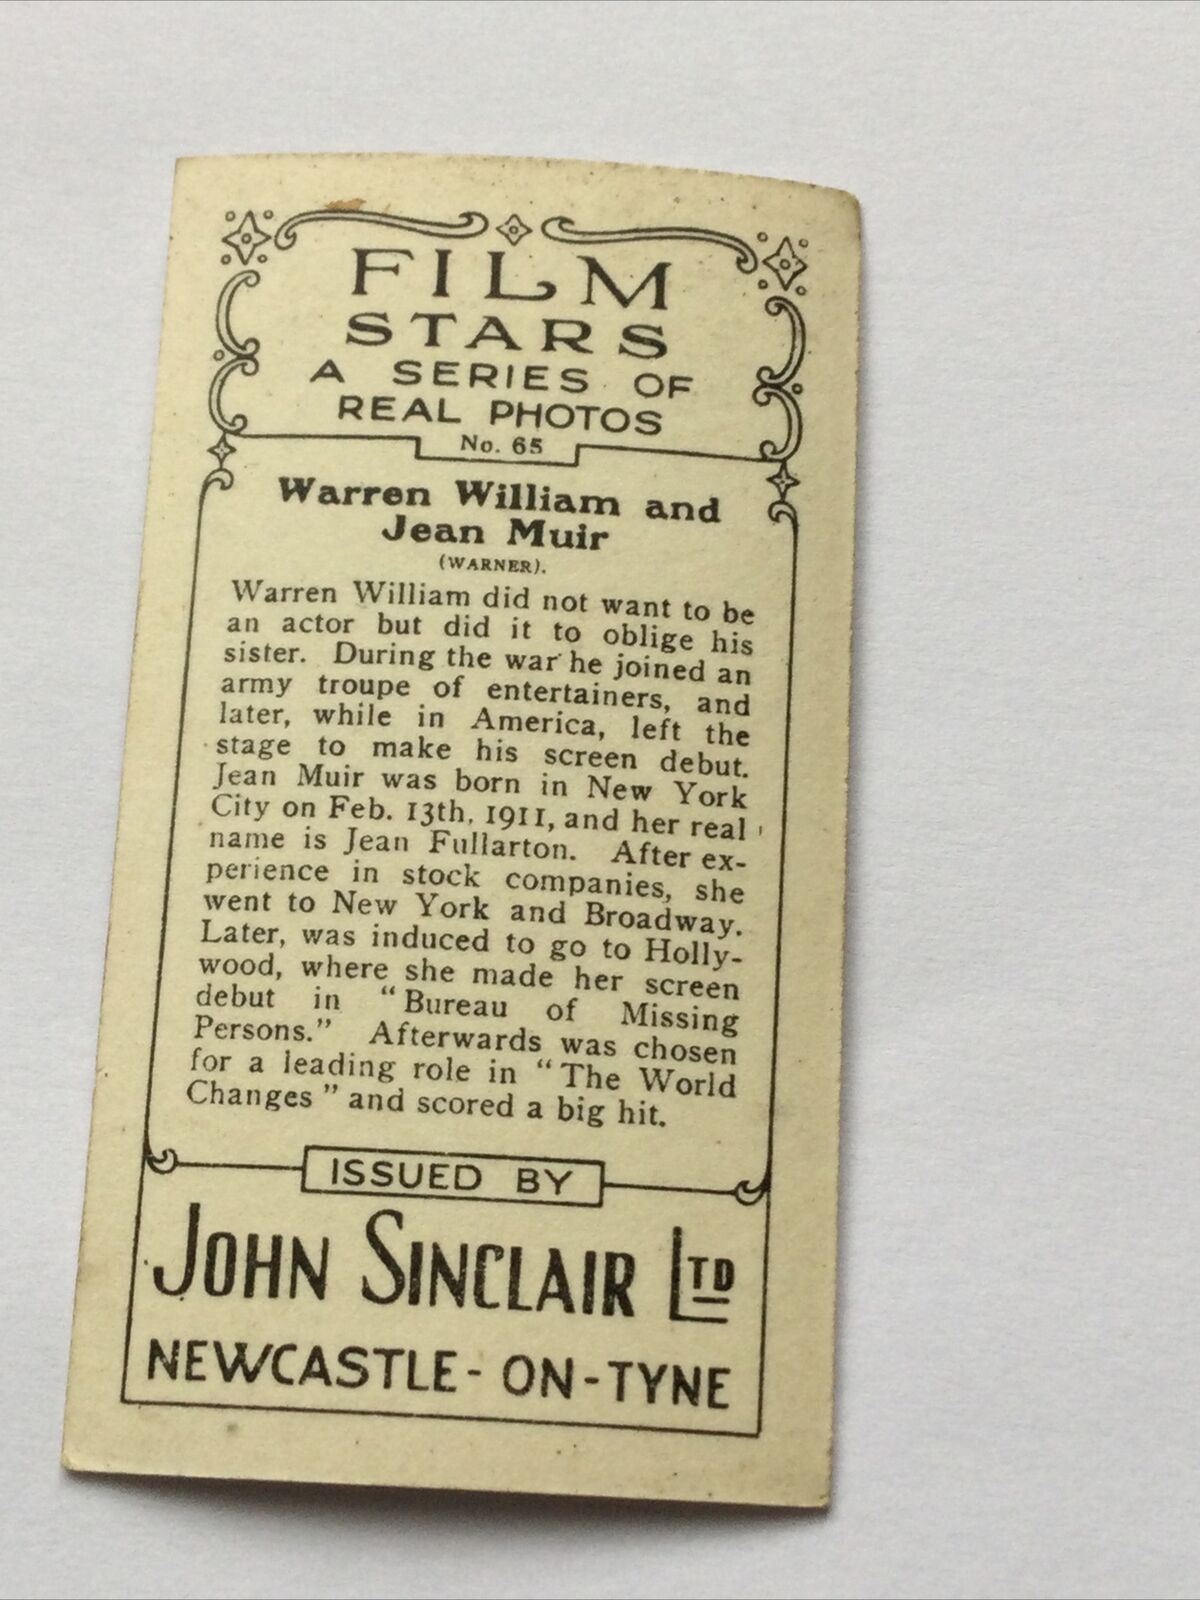 FILM
STARS
A SERIES OF
REAL PHOTOS
No. 65
Warren William and
Jean Muir
(WARNER).
Warren William did not want to be
an actor but did it to oblige his
sister. During the war he joined an
army troupe of entertainers, and
later, while in America, left the
stage to make his screen debut.
Jean Muir was born in New York
City on Feb. 13th, 1911, and her real
name is Jean Fullarton. After ex-
perience in stock companies, she
went to New York and Broadway.
Later, was induced to go to Holly-
wood, where she made her screen
debut in “Bureau of Missing
Persons.” Afterwards was chosen
for a leading role in “The World
Changes” and scored a big hit.
ISSUED BY
JOHN SINCLAIR LTD
NEWCASTLE-ON-TYNE